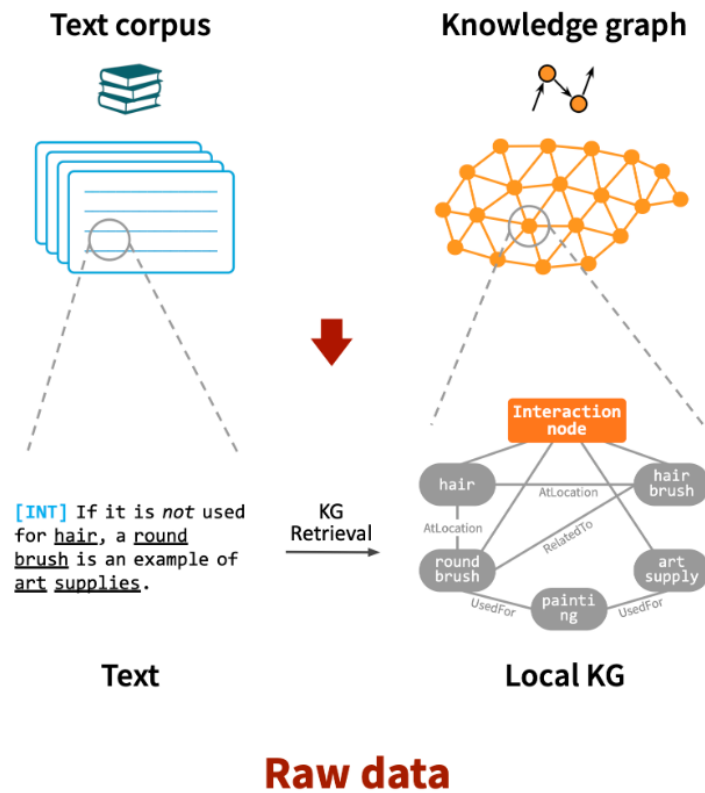 Text corpus
Knowledge graph
Interaction
node
hair
hair
brush
AtLocation
AtLocation
RelatedTo
round
brush
art
supply
UsedFor
painti
ng
UsedFor
[INT] If it is not used
for hair, a round
brush is an example of
art supplies.
KG
Retrieval
Text
Local KG
Raw data